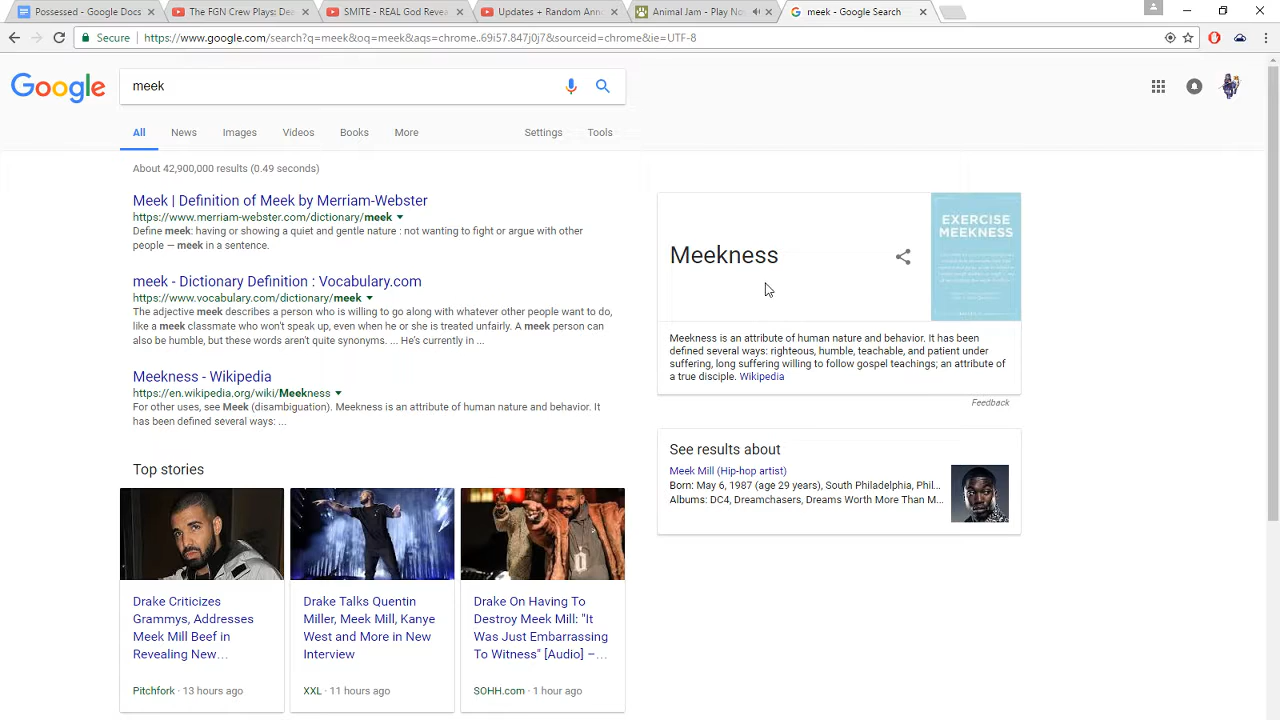 Possessed - Google Docs
The FGN Crew Plays: De
SMITE - REAL God Revea
Updates + Random Ann
Animal Jam - Play
meek - Google Search
Secure
https://www.google.com/search?q=meek&oq=meek&aqs=chrome..69i57.847j0j7&sourceid=chrome&ie=UTF-8
Google
meek
All News Images Videos Books More Settings Tools
About 42,900,000 results (0.49 seconds)
Meek | Definition of Meek by Merriam-Webster
https://www.merriam-webster.com/dictionary/meek
Define meek: having or showing a quiet and gentle nature : not wanting to fight or argue with other
people — meek in a sentence.
meek - Dictionary Definition : Vocabulary.com
https://www.vocabulary.com/dictionary/meek
The adjective meek describes a person who is willing to go along with whatever other people want to do,
like a meek classmate who won't speak up, even when he or she is treated unfairly. A meek person can
also be humble, but these words aren't quite synonyms. ... He's currently in ...
Meekness - Wikipedia
https://en.wikipedia.org/wiki/Meekness
For other uses, see Meek (disambiguation). Meekness is an attribute of human nature and behavior. It
has been defined several ways: ...
Top stories
Drake Criticizes
Grammys, Addresses
Meek Mill Beef in
Revealing New...
Pitchfork · 13 hours ago
Drake Talks Quentin
Miller, Meek Mill, Kanye
West and More in New
Interview
XXL · 11 hours ago
Drake On Having To
Destroy Meek Mill: "It
Was Just Embarrassing
To Witness" [Audio] –...
SOHH.com · 1 hour ago
Meekness
EXERCISE
MEEKNESS
Meekness is an attribute of human nature and behavior. It has been
defined several ways: righteous, humble, teachable, and patient under
suffering, long suffering willing to follow gospel teachings; an attribute of
a true disciple. Wikipedia
Feedback
See results about
Meek Mill (Hip-hop artist)
Born: May 6, 1987 (age 29 years), South Philadelphia, Phil...
Albums: DC4, Dreamchasers, Dreams Worth More Than M...